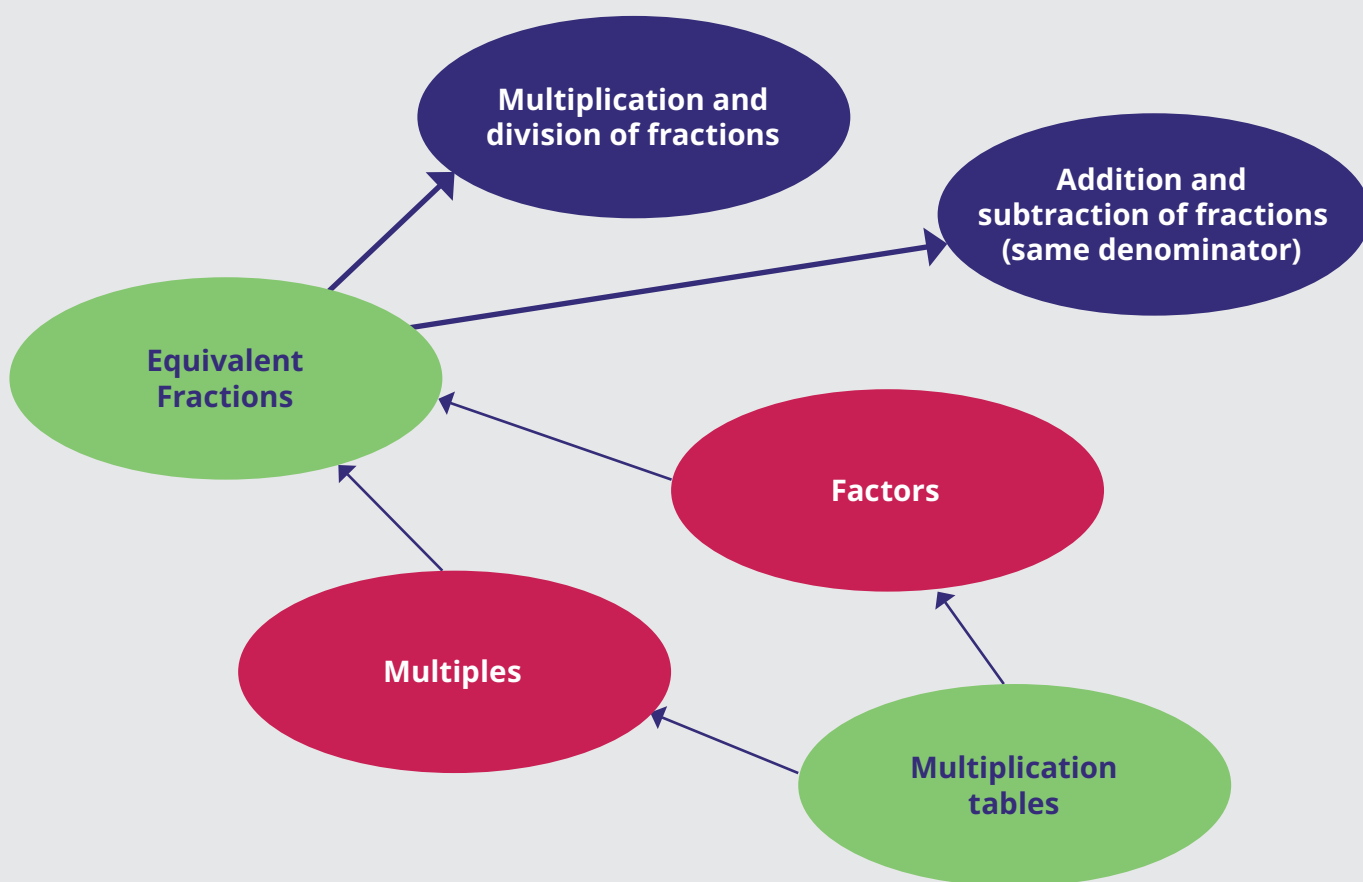 Multiplication and
division of fractions
Addition and
subtraction of fractions
(same denominator)
Equivalent
Fractions
Factors
Multiples
Multiplication
tables